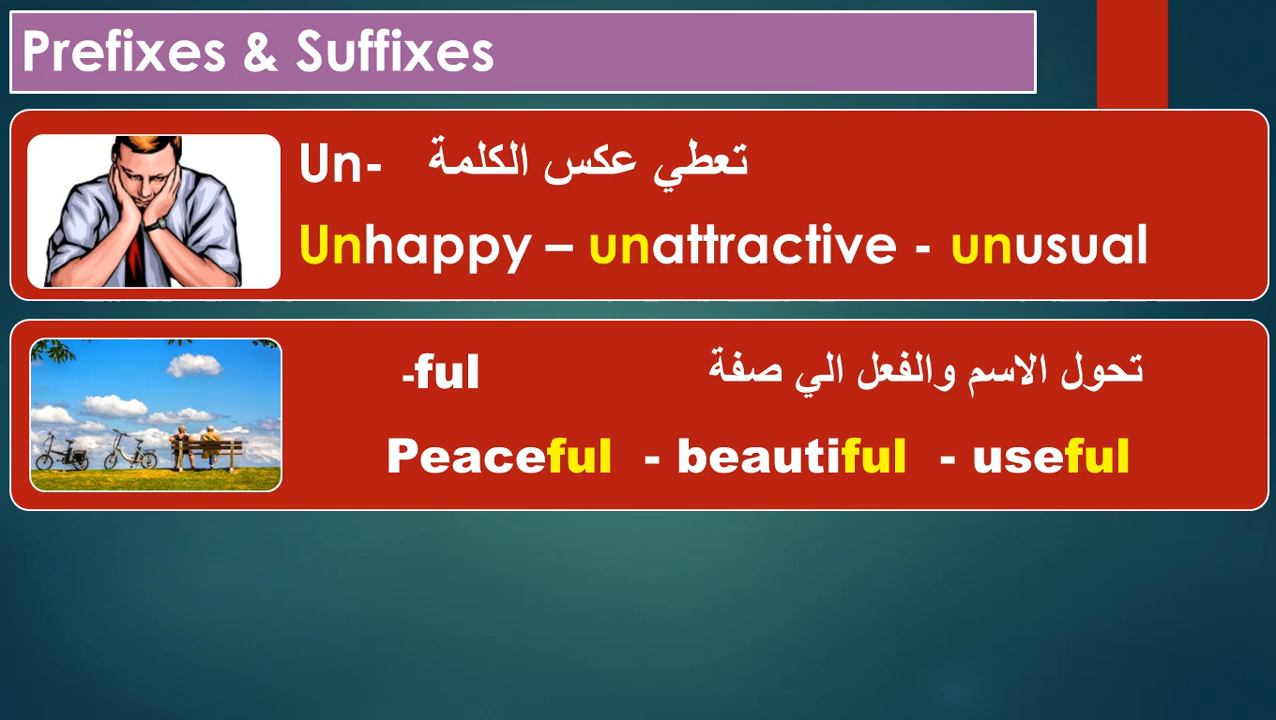 Prefixes & Suffixes
Un- تعطي عكس الكلمة
Unhappy – unattractive - unusual
-ful تحول الاسم والفعل الي صفة
Peaceful - beautiful - useful